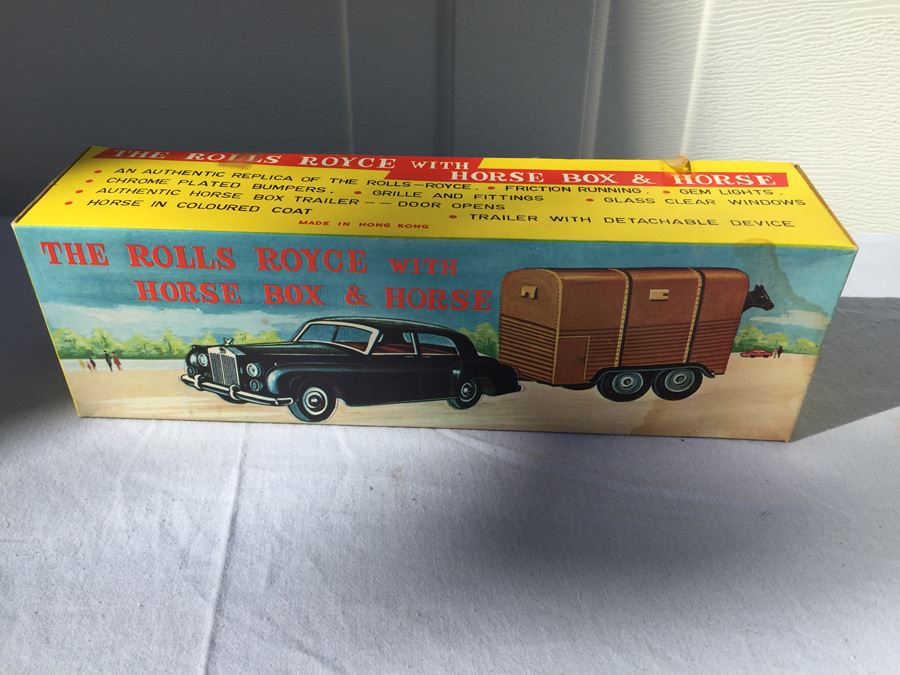 THE ROLLS ROYCE WITH
HORSE BOX & HORSE
• AN AUTHENTIC REPLICA OF THE ROLLS-ROYCE. • FRICTION RUNNING. • GEM LIGHTS.
• CHROME PLATED BUMPERS. • GRILLE AND FITTINGS • GLASS CLEAR WINDOWS
• AUTHENTIC HORSE BOX TRAILER -- DOOR OPENS
• HORSE IN COLOURED COAT • TRAILER WITH DETACHABLE DEVICE
MADE IN HONG KONG
THE ROLLS ROYCE WITH
HORSE BOX & HORSE